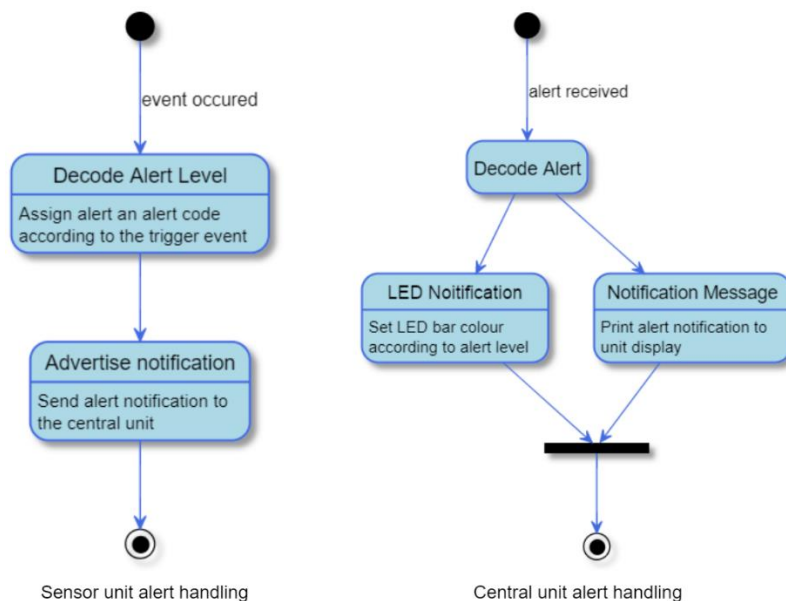 event occured
Decode Alert Level
Assign alert an alert code
according to the trigger event
Advertise notification
Send alert notification to
the central unit
Sensor unit alert handling
alert received
Decode Alert
LED Noitification
Set LED bar colour
according to alert level
Notification Message
Print alert notification to
unit display
Central unit alert handling